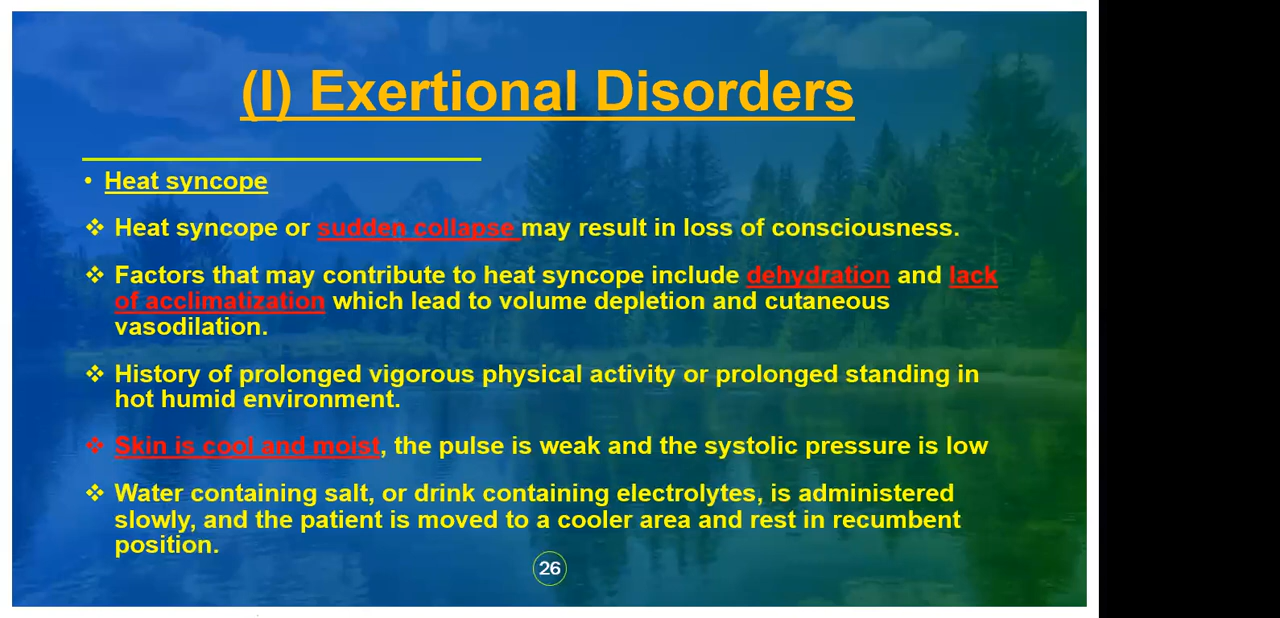 (I) Exertional Disorders
• Heat syncope
❖ Heat syncope or sudden collapse may result in loss of consciousness.
❖ Factors that may contribute to heat syncope include dehydration and lack
of acclimatization which lead to volume depletion and cutaneous
vasodilation.
❖ History of prolonged vigorous physical activity or prolonged standing in
hot humid environment.
❖ Skin is cool and moist, the pulse is weak and the systolic pressure is low
❖ Water containing salt, or drink containing electrolytes, is administered
slowly, and the patient is moved to a cooler area and rest in recumbent
position.
26